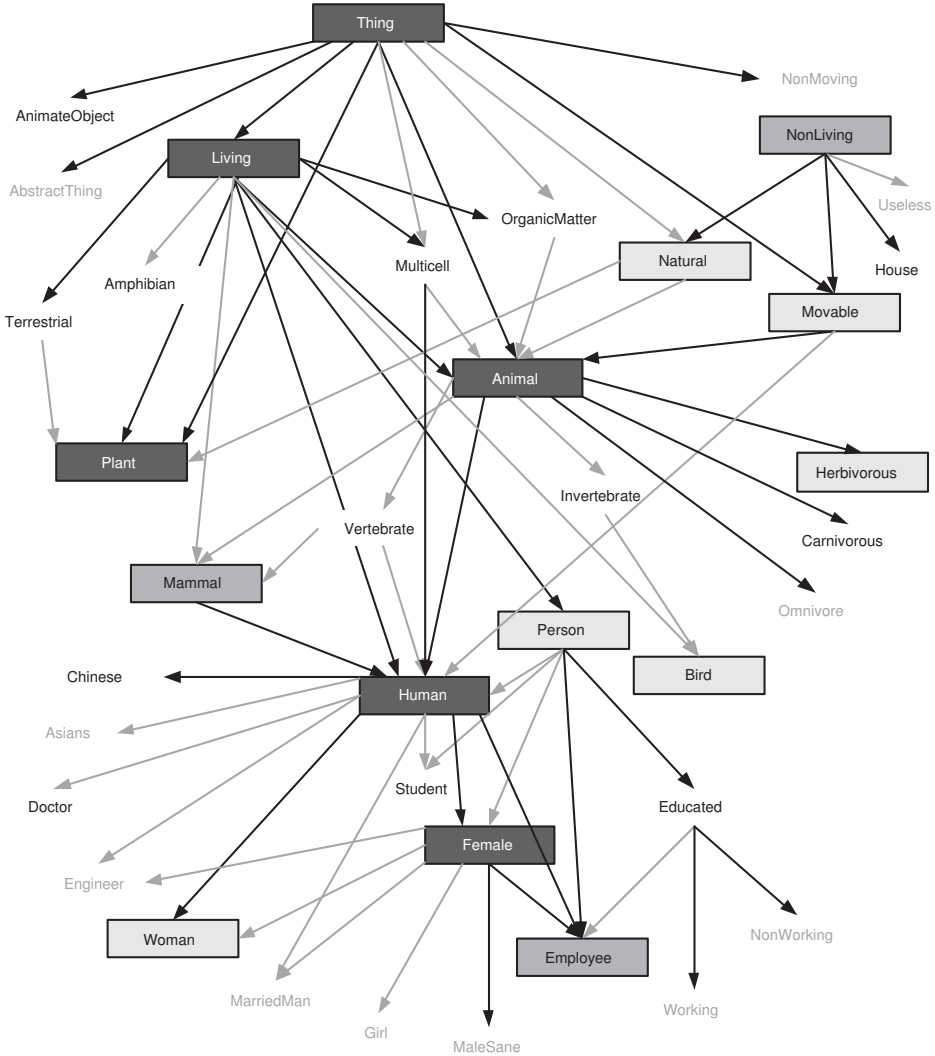 Thing
NonMoving
AnimateObject
NonLiving
Living
AbstractThing
Useless
OrganicMatter
Natural
Multicell
House
Amphibian
Movable
Terrestrial
Animal
Plant
Herbivorous
Invertebrate
Vertebrate
Carnivorous
Mammal
Omnivore
Person
Bird
Chinese
Human
Asians
Student
Doctor
Educated
Female
Engineer
NonWorking
Woman
Employee
MarriedMan
Working
Girl
MaleSane